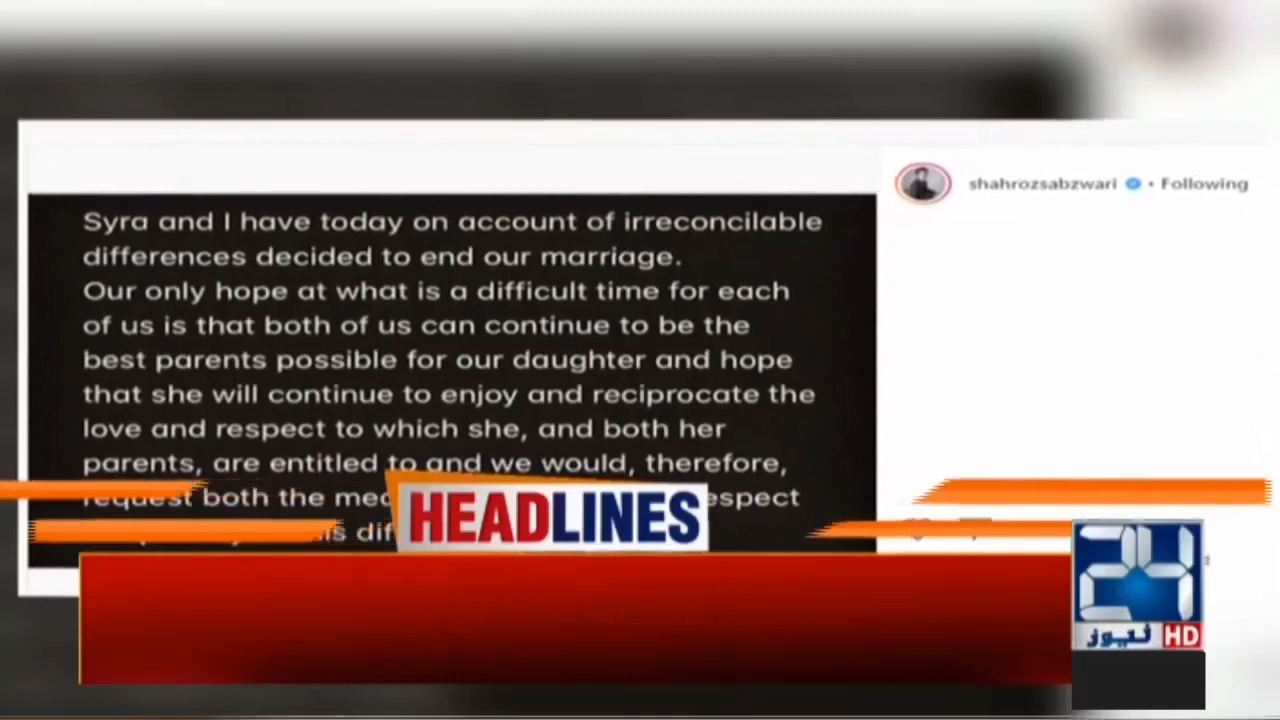 shahrozsabzwari • Following
Syra and I have today on account of irreconcilable
differences decided to end our marriage.
Our only hope at what is a difficult time for each
of us is that both of us can continue to be the
best parents possible for our daughter and hope
that she will continue to enjoy and reciprocate the
love and respect to which she, and both her
parents, are entitled to and we would, therefore,
request both the
HEADLINES
24
نیوز HD